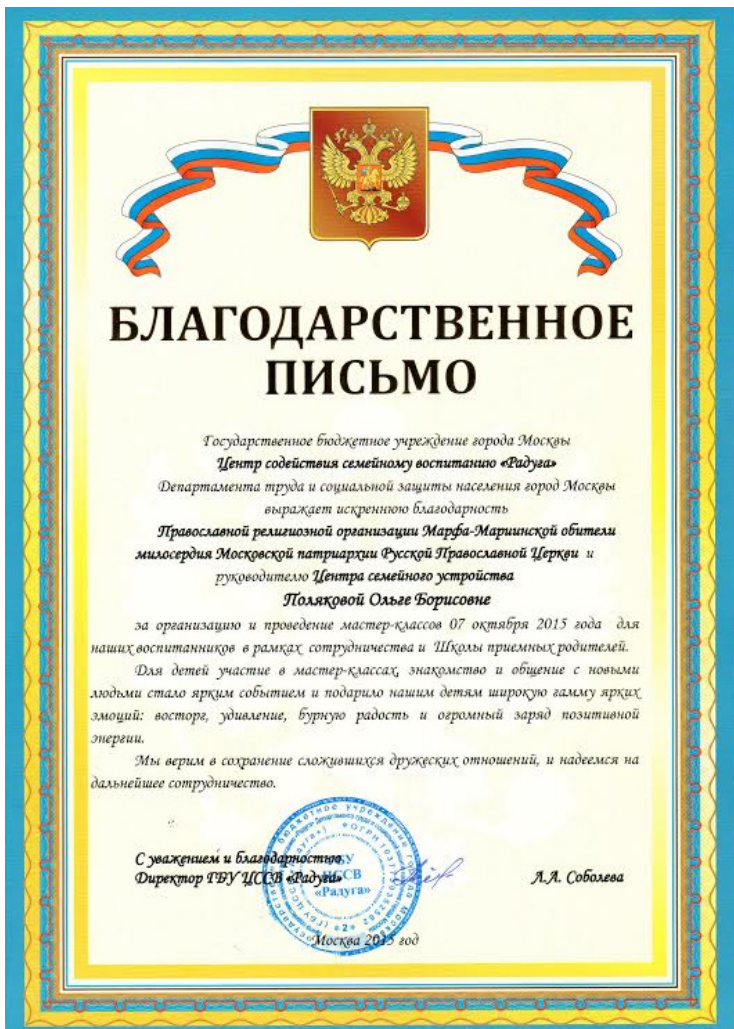 БЛАГОДАРСТВЕННОЕ
ПИСЬМО
Государственное бюджетное учреждение города Москвы
Центр содействия семейному воспитанию «Радуга»
Департамента труда и социальной защиты населения город Москвы
выражает искреннюю благодарность
Православной религиозной организации Марфа-Мариинской обители
милосердия Московской патриархии Русской Православной Церкви и
руководителю Центра семейного устройства
Поляковой Ольге Борисовне
за организацию и проведение мастер-классов 07 октября 2015 года для
наших воспитанников в рамках сотрудничества и Школы приемных родителей.
Для детей участие в мастер-классах, знакомство и общение с новыми
людьми стало ярким событием и подарило нашим детям широкую гамму ярких
эмоций: восторг, удивление, бурную радость и огромный заряд позитивной
энергии.
Мы верим в сохранение сложившихся дружеских отношений, и надеемся на
дальнейшее сотрудничество.
С уважением и благодарностью
Директор ГБУ ЦССВ «Радуга»
А.А. Соболева
ГБУ
ЦССВ
«Радуга»
Москва 2015 год